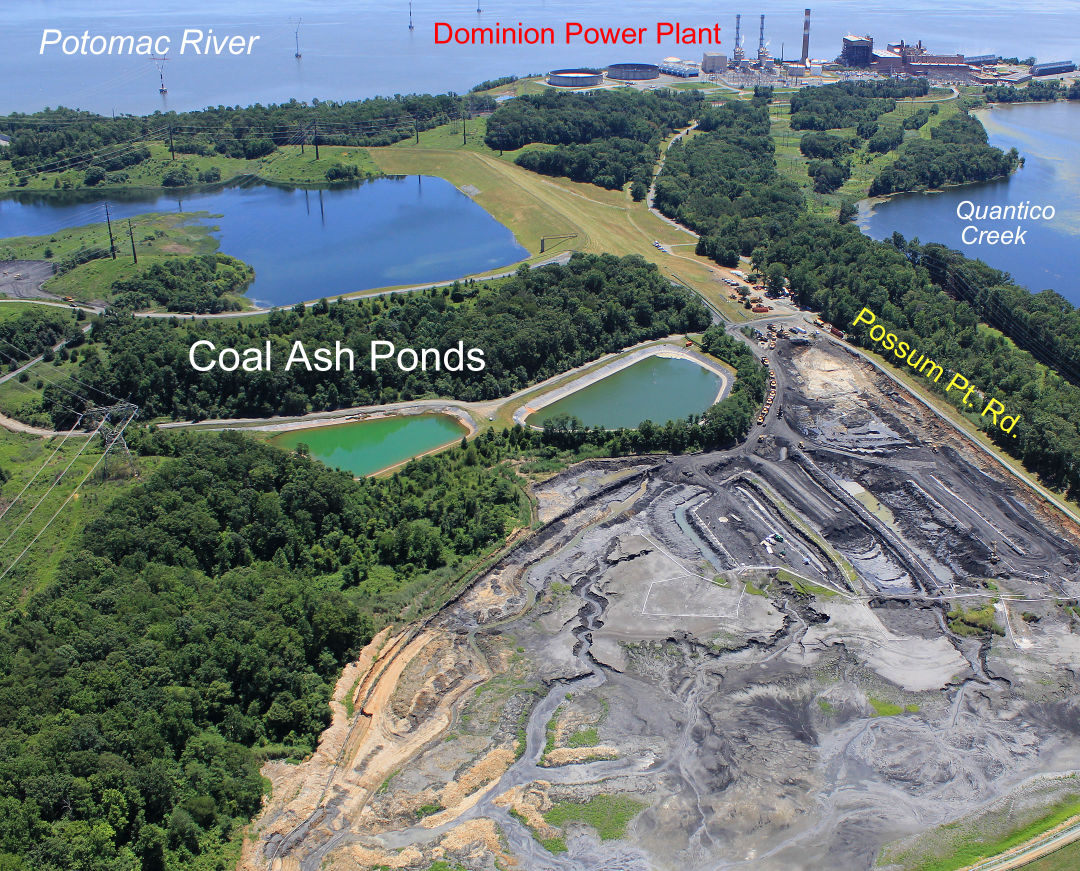 Potomac River
Dominion Power Plant
Quantico
Creek
Coal Ash Ponds
Possum Pt. Rd.